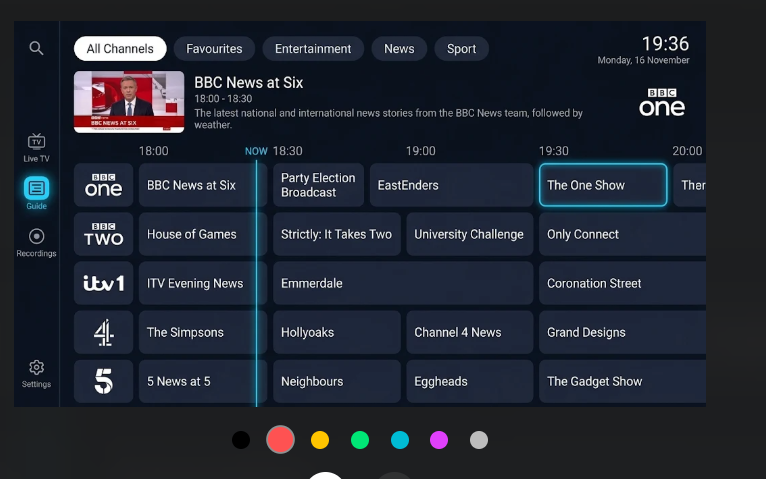 All Channels
Favourites
Entertainment
News
Sport
19:36
Monday, 16 November
BBC News at Six
18:00 - 18:30
The latest national and international news stories from the BBC News team, followed by
weather.
BBC NEWS AT SIX
BBC
one
TV
Live TV
Guide
Recordings
Settings
18:00
NOW
18:30
19:00
19:30
20:00
BBC
one
BBC News at Six
Party Election
Broadcast
EastEnders
The One Show
Ther
BBC
TWO
House of Games
Strictly: It Takes Two
University Challenge
Only Connect
itv1
ITV Evening News
Emmerdale
Coronation Street
4
The Simpsons
Hollyoaks
Channel 4 News
Grand Designs
5
5 News at 5
Neighbours
Eggheads
The Gadget Show